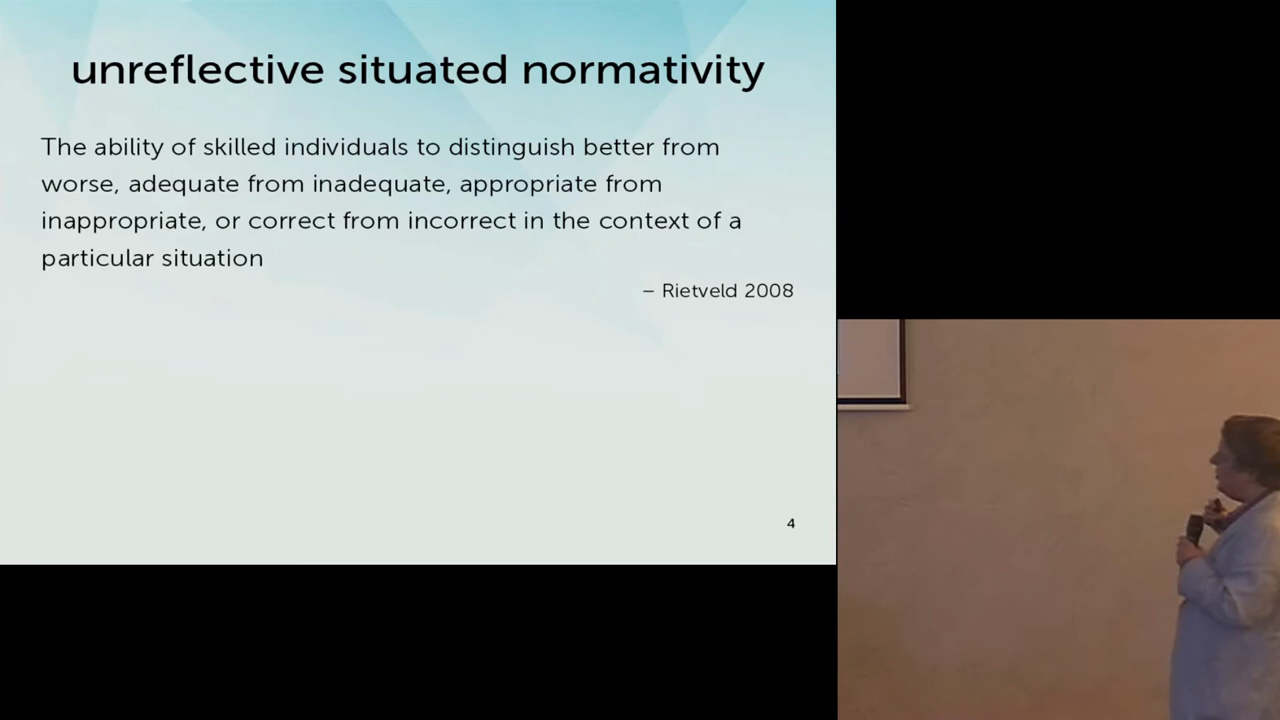 unreflective situated normativity
The ability of skilled individuals to distinguish better from
worse, adequate from inadequate, appropriate from
inappropriate, or correct from incorrect in the context of a
particular situation
– Rietveld 2008
4